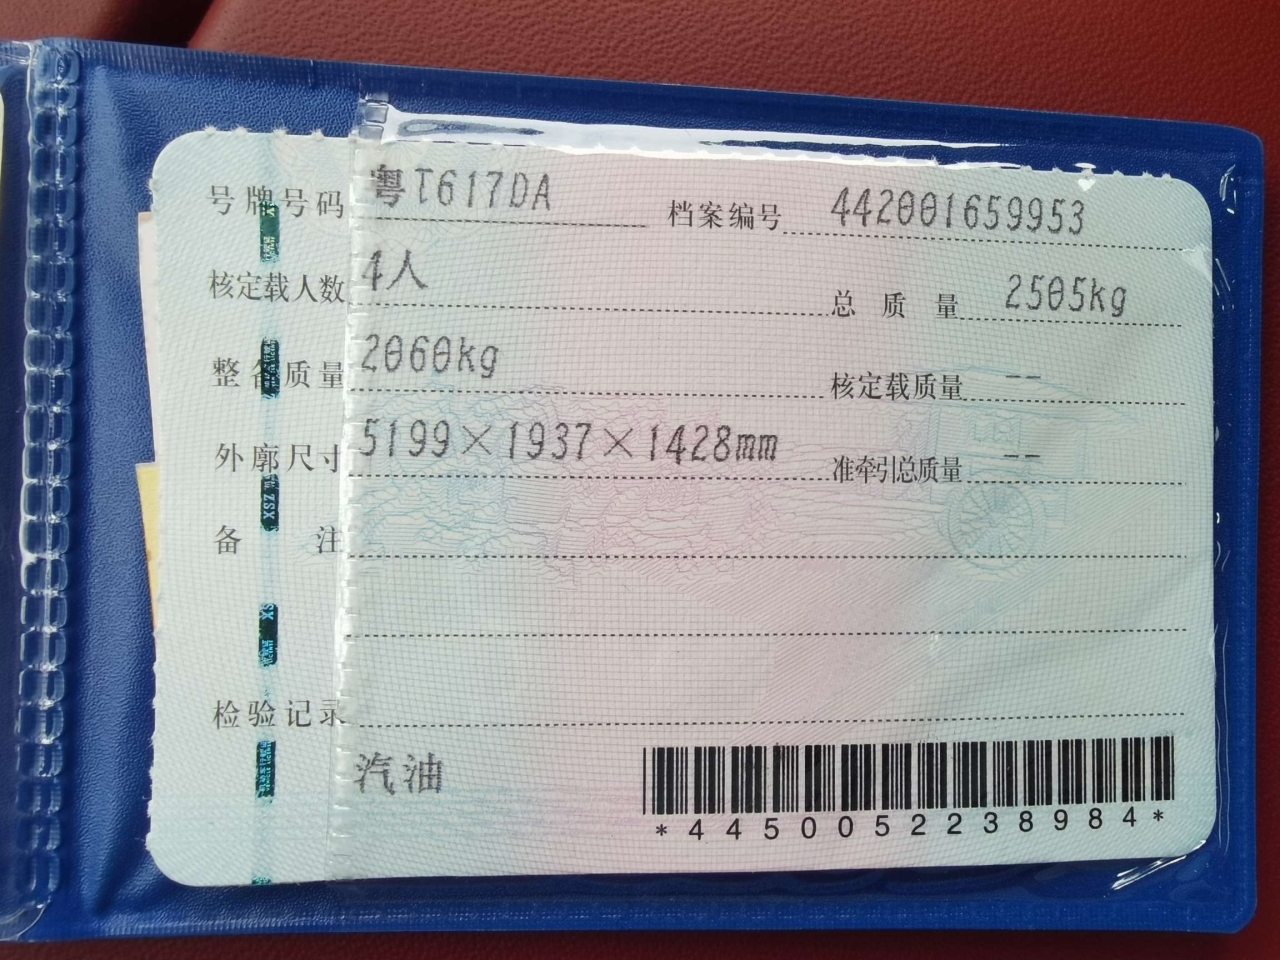 号牌号码 粤T617DA 档案编号 442001659953
核定载人数 4人 总质量 2505kg
整备质量 2060kg 核定载质量 --
外廓尺寸 5199×1937×1428mm 准牵引总质量 --
备注
检验记录
汽油
*4450052238984*
XSZ